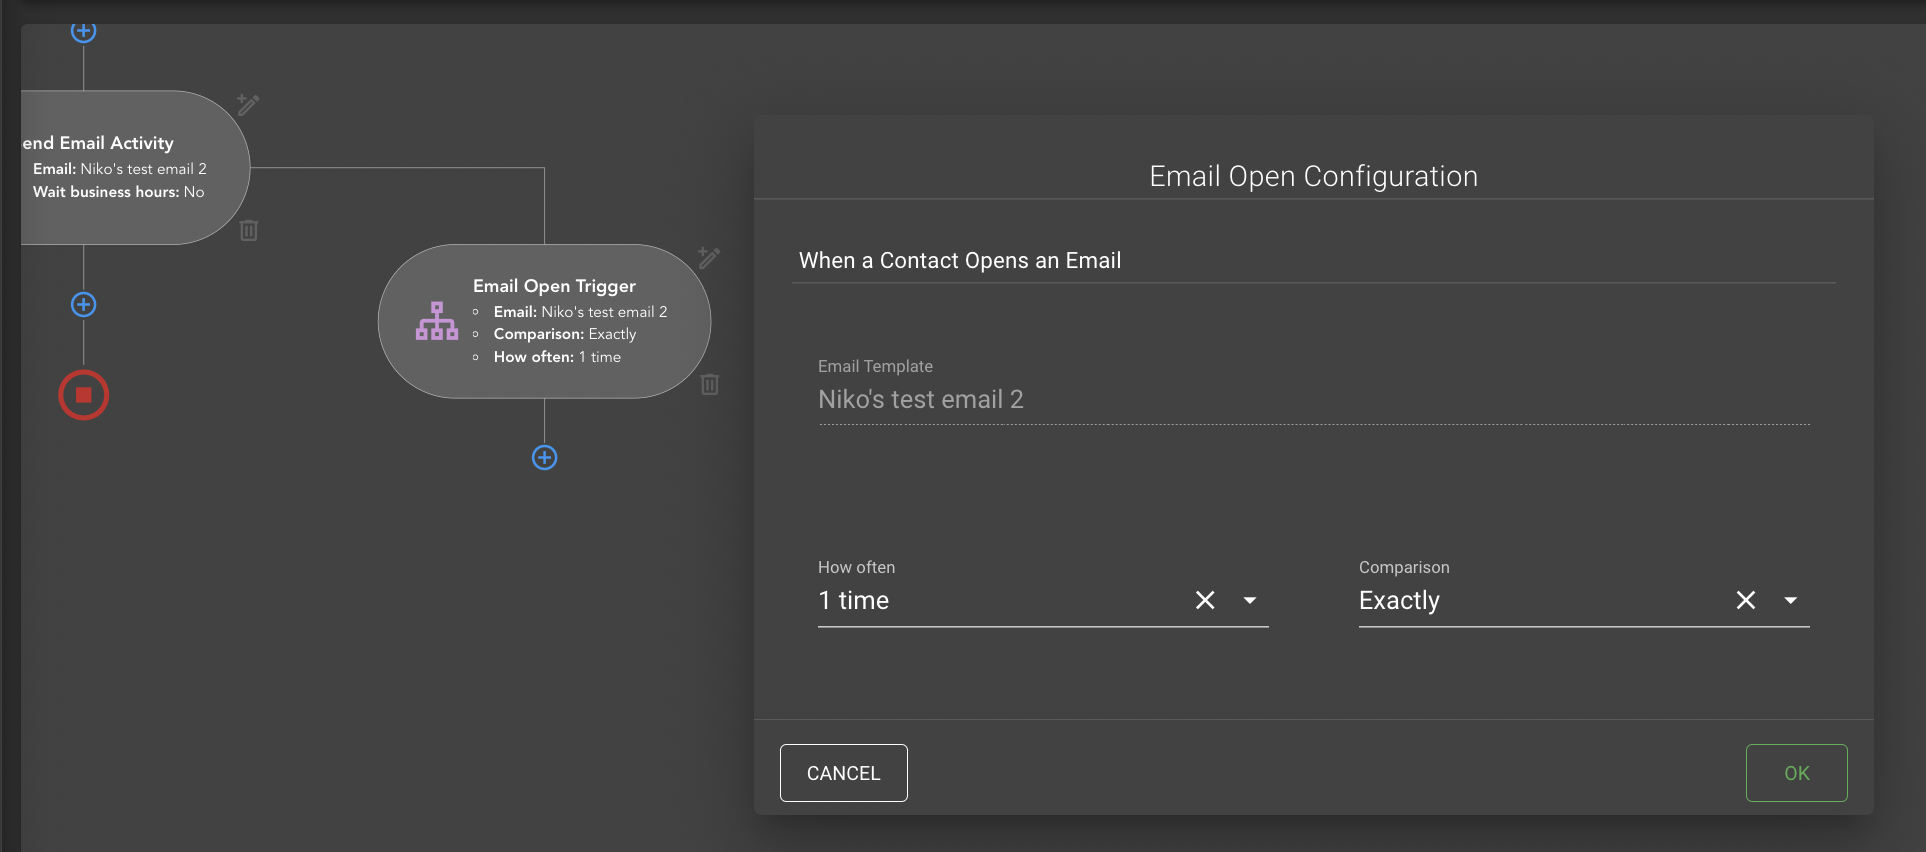 end Email Activity
Email: Niko's test email 2
Wait business hours: No
Email Open Trigger
Email: Niko's test email 2
Comparison: Exactly
How often: 1 time
Email Open Configuration
When a Contact Opens an Email
Email Template
Niko's test email 2
How often
1 time
Comparison
Exactly
CANCEL
OK